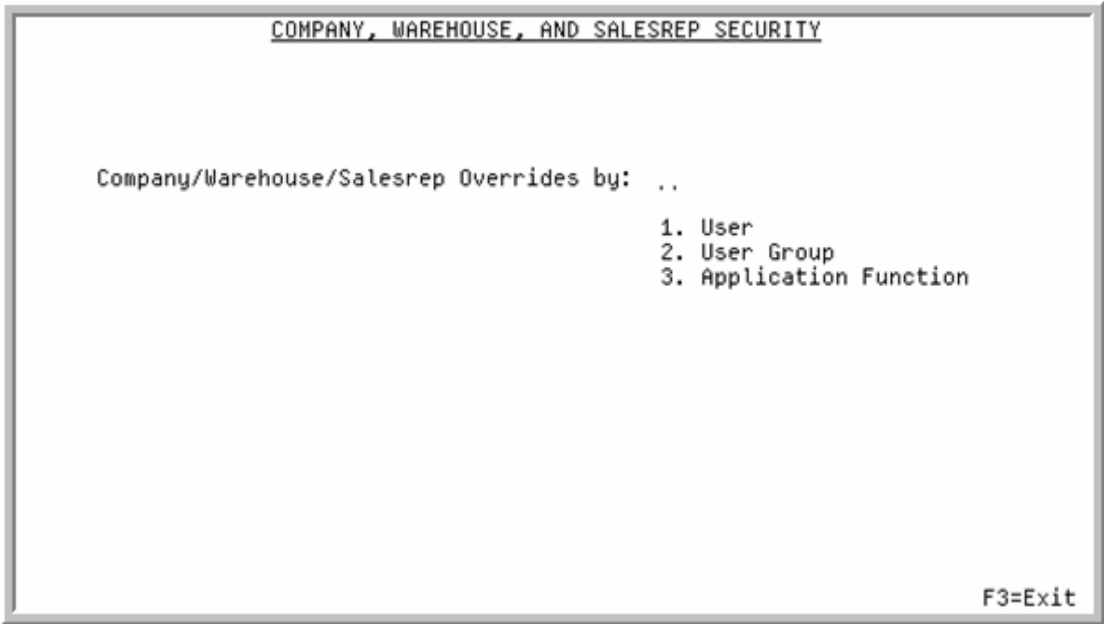 COMPANY, WAREHOUSE, AND SALESREP SECURITY
Company/Warehouse/Salesrep Overrides by: ..
1. User
2. User Group
3. Application Function
F3=Exit